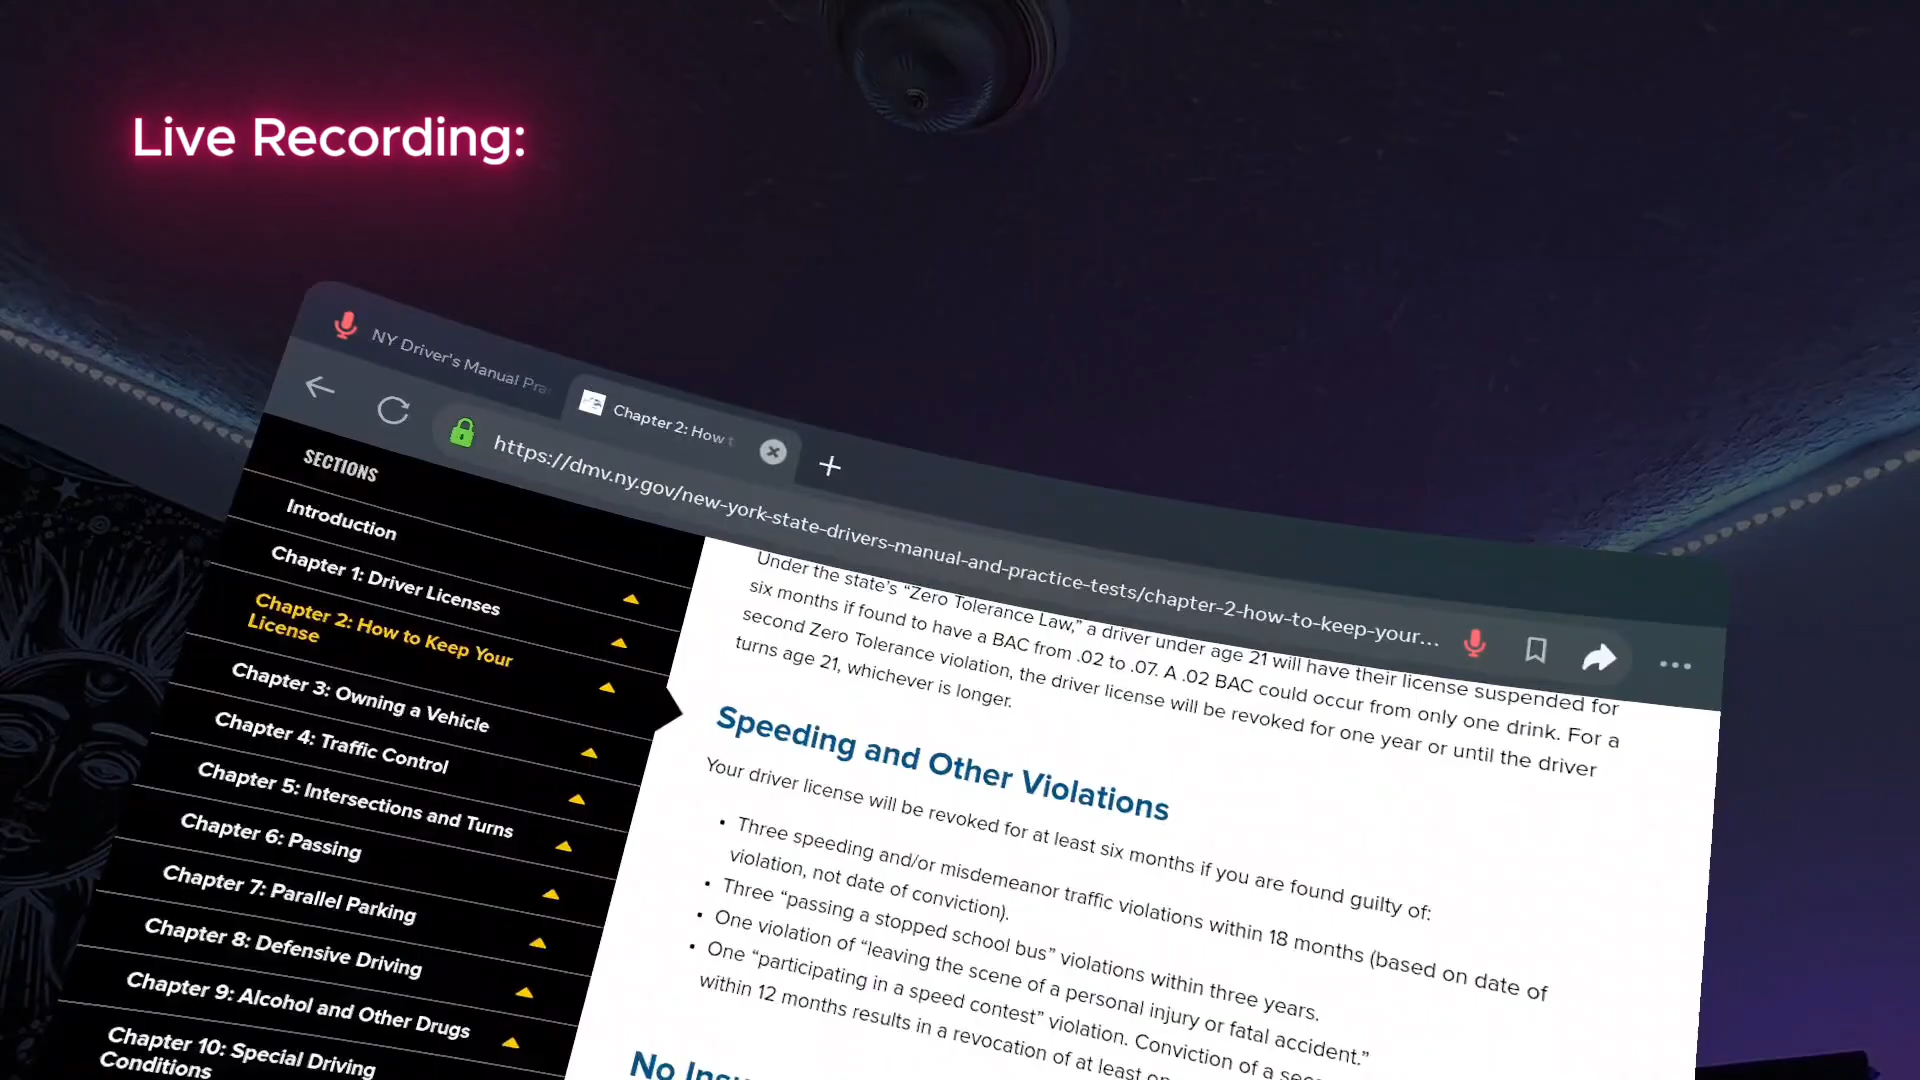 Live Recording:
NY Driver's Manual Pra
Chapter 2: How t
https://dmv.ny.gov/new-york-state-drivers-manual-and-practice-tests/chapter-2-how-to-keep-your...
SECTIONS
Introduction
Chapter 1: Driver Licenses
Chapter 2: How to Keep Your
License
Chapter 3: Owning a Vehicle
Chapter 4: Traffic Control
Chapter 5: Intersections and Turns
Chapter 6: Passing
Chapter 7: Parallel Parking
Chapter 8: Defensive Driving
Chapter 9: Alcohol and Other Drugs
Chapter 10: Special Driving
Conditions
Under the state's “Zero Tolerance Law,” a driver under age 21 will have their license suspended for
six months if found to have a BAC from .02 to .07. A .02 BAC could occur from only one drink. For a
second Zero Tolerance violation, the driver license will be revoked for one year or until the driver
turns age 21, whichever is longer.
Speeding and Other Violations
Your driver license will be revoked for at least six months if you are found guilty of:
• Three speeding and/or misdemeanor traffic violations within 18 months (based on date of
violation, not date of conviction).
• Three “passing a stopped school bus” violations within three years.
• One violation of “leaving the scene of a personal injury or fatal accident.”
• One “participating in a speed contest” violation. Conviction of a sec
within 12 months results in a revocation of at least
No